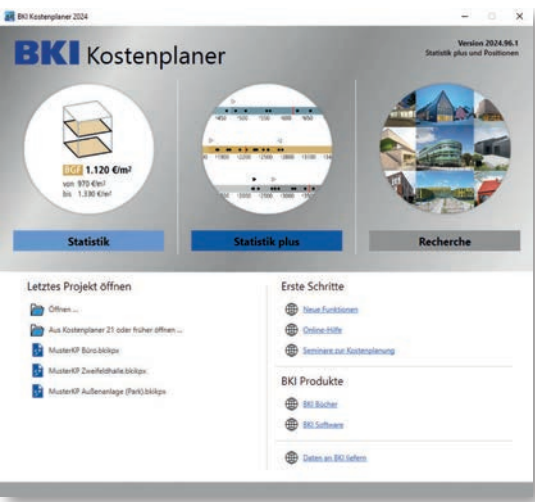 BKI Kostenplaner 2024
BKI Kostenplaner
Version 2024.96.1
Statistik plus und Positionen
BGF 1.120 €/m²
von 970 €/m²
bis 1.330 €/m²
Statistik
Statistik plus
Recherche
Letztes Projekt öffnen
Öffnen ...
Aus Kostenplaner 21 oder früher öffnen ...
MusterKP Büro.bkikpx
MusterKP Zweifeldhalle.bkikpx
MusterKP Außenanlage (Park).bkikpx
Erste Schritte
Neue Funktionen
Online-Hilfe
Seminare zur Kostenplanung
BKI Produkte
BKI Bücher
BKI Software
Daten an BKI liefern